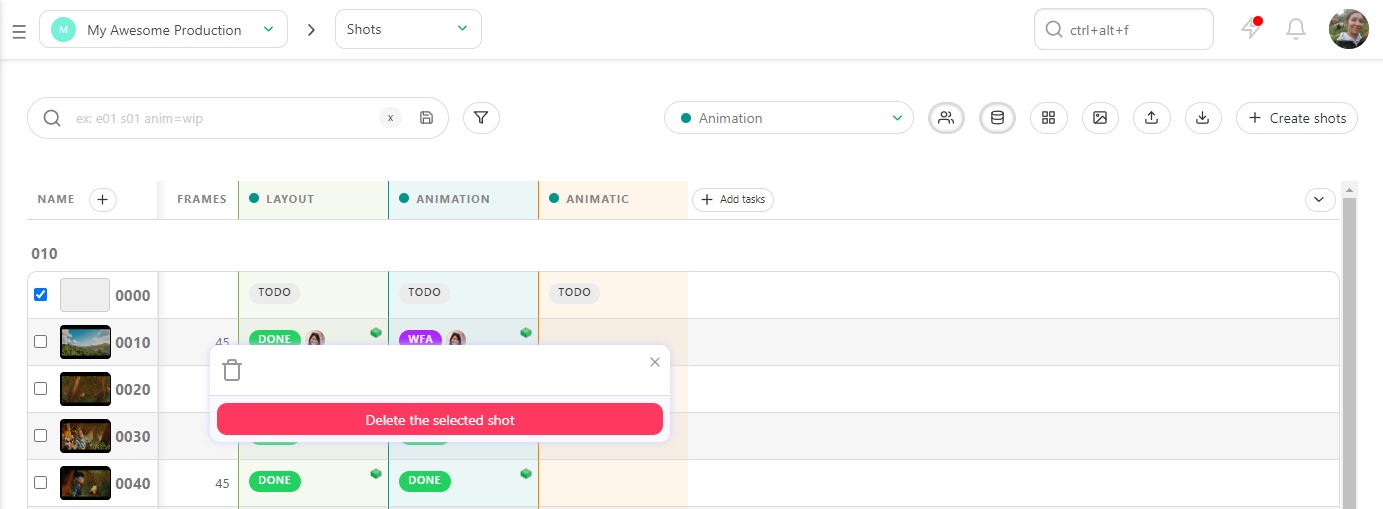 M My Awesome Production Shots ctrl+alt+f
ex: e01 s01 anim=wip x Animation Create shots
NAME FRAMES LAYOUT ANIMATION ANIMATIC Add tasks
010
0000 TODO TODO TODO
0010 45 DONE WFA
0020
0030
Delete the selected shot
0040 45 DONE DONE